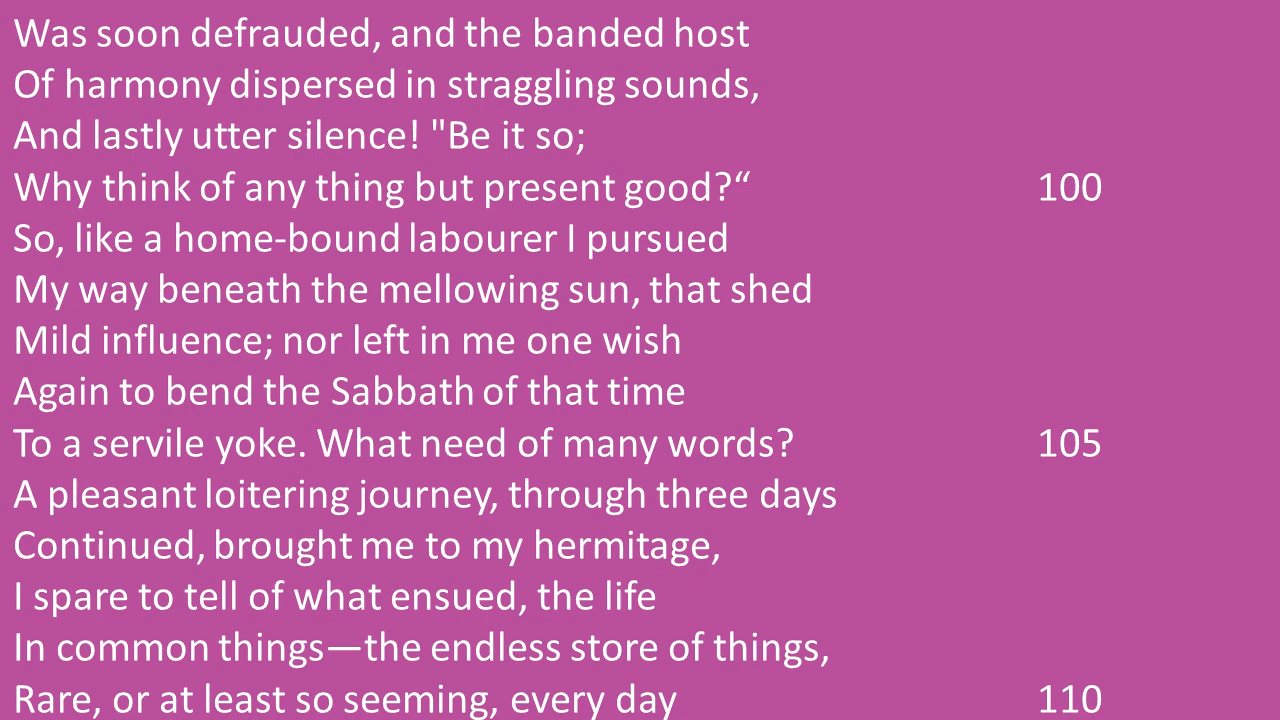 Was soon defrauded, and the banded host
Of harmony dispersed in straggling sounds,
And lastly utter silence! "Be it so;
Why think of any thing but present good?“ 100
So, like a home-bound labourer I pursued
My way beneath the mellowing sun, that shed
Mild influence; nor left in me one wish
Again to bend the Sabbath of that time
To a servile yoke. What need of many words? 105
A pleasant loitering journey, through three days
Continued, brought me to my hermitage,
I spare to tell of what ensued, the life
In common things—the endless store of things,
Rare, or at least so seeming, every day 110